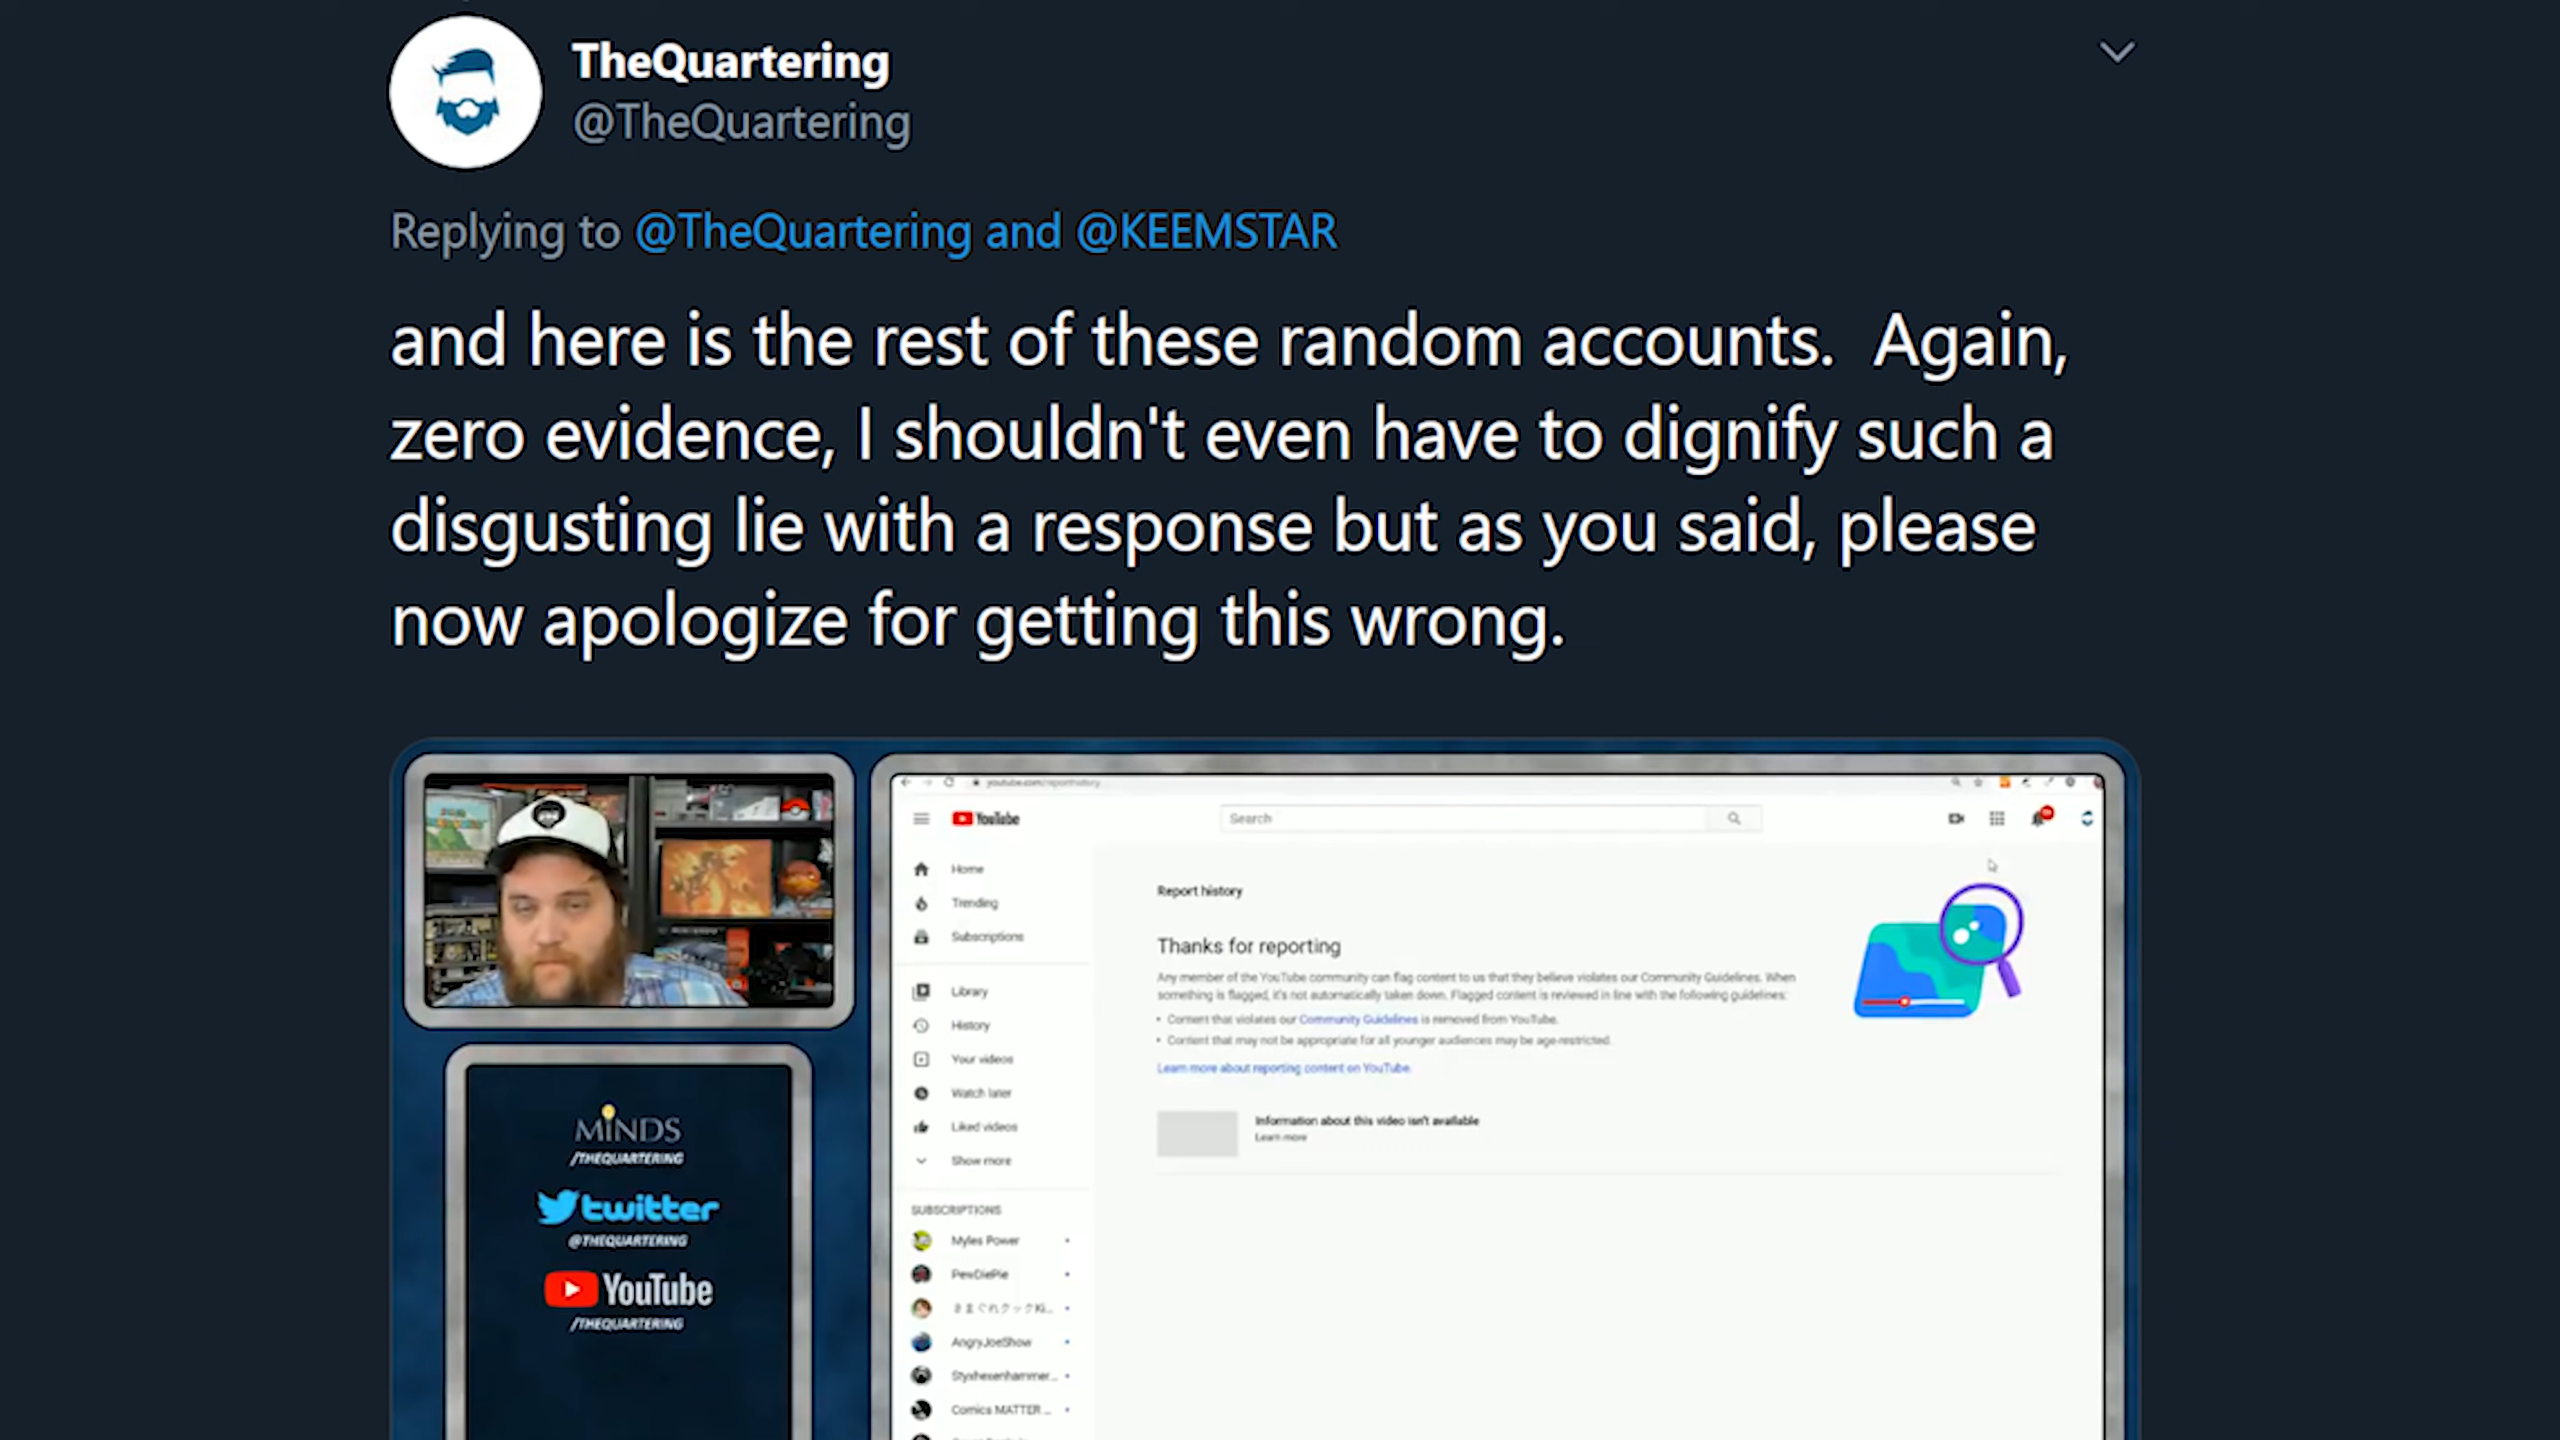 TheQuartering
@TheQuartering
Replying to @TheQuartering and @KEEMSTAR
and here is the rest of these random accounts.  Again,
zero evidence, I shouldn't even have to dignify such a
disgusting lie with a response but as you said, please
now apologize for getting this wrong.
MINDS
/THEQUARTERING
twitter
@THEQUARTERING
YouTube
/THEQUARTERING
youtube.com/reporthistory
YouTube
Search
Home
Trending
Subscriptions
Library
History
Your videos
Watch later
Liked videos
Show more
SUBSCRIPTIONS
Myles Power
PewDiePie
AngryJoeShow
Styxhexenhammer...
Comics MATTER ...
Report history
Thanks for reporting
Any member of the YouTube community can flag content to us that they believe violates our Community Guidelines. When
something is flagged, it's not automatically taken down. Flagged content is reviewed in line with the following guidelines:
• Content that violates our Community Guidelines is removed from YouTube.
• Content that may not be appropriate for all younger audiences may be age-restricted.
Learn more about reporting content on YouTube.
Information about this video isn't available
Learn more